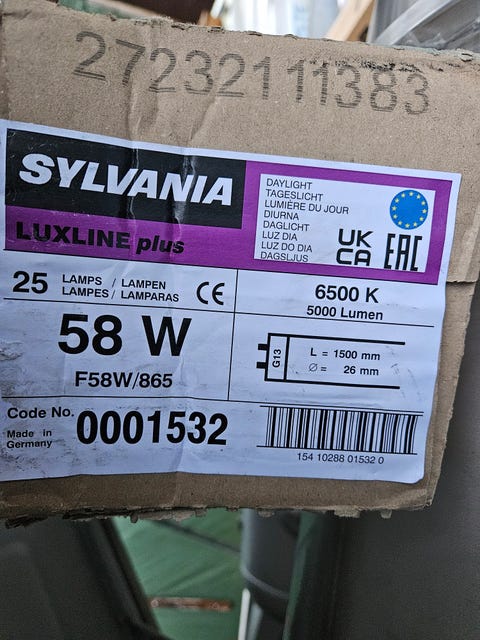 27232111383
SYLVANIA
LUXLINE plus
DAYLIGHT
TAGESLICHT
LUMIÈRE DU JOUR
DIURNA
DAGLICHT
LUZ DIA
LUZ DO DIA
DAGSLJUS
UK
CA
EAC
25 LAMPS / LAMPEN
LAMPES / LAMPARAS
CE
6500 K
5000 Lumen
58 W
F58W/865
G13
L = 1500 mm
Ø = 26 mm
Code No. 0001532
Made in
Germany
154 10288 01532 0